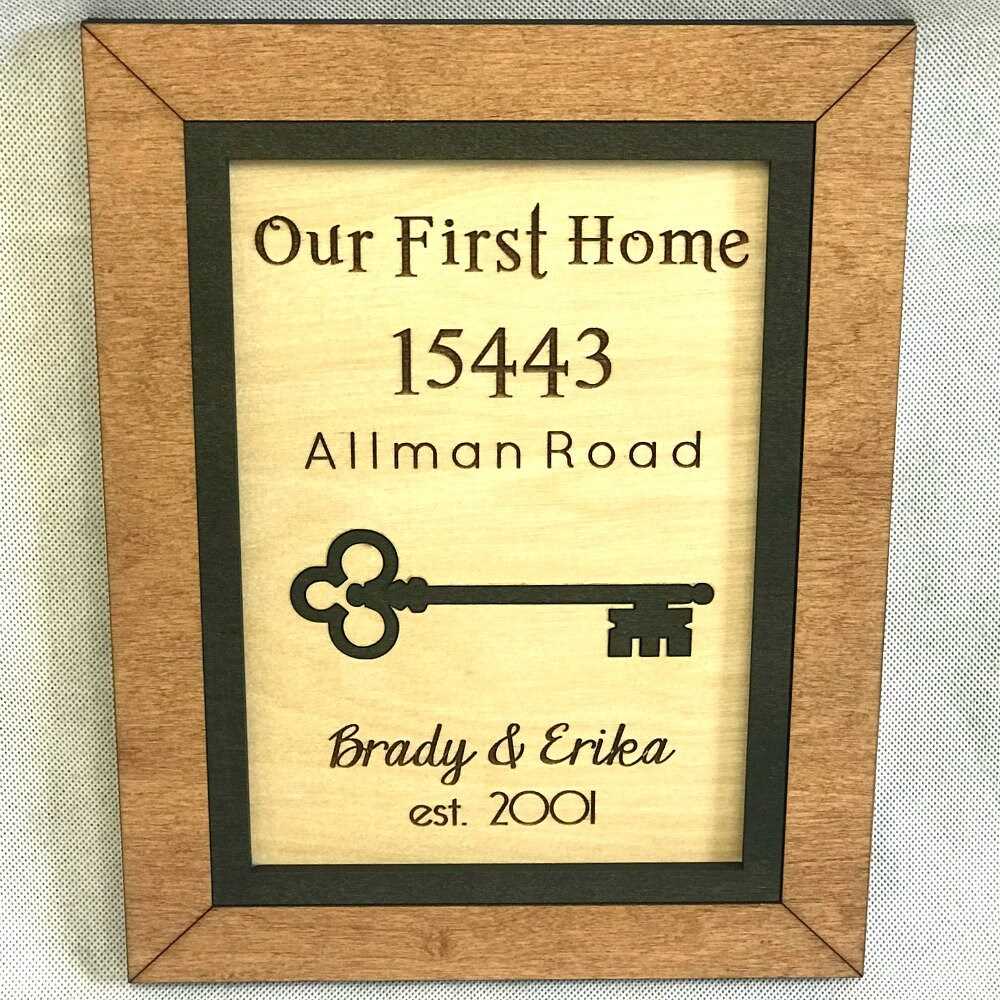 Our First Home
15443
Allman Road
Brady & Erika
est. 2001